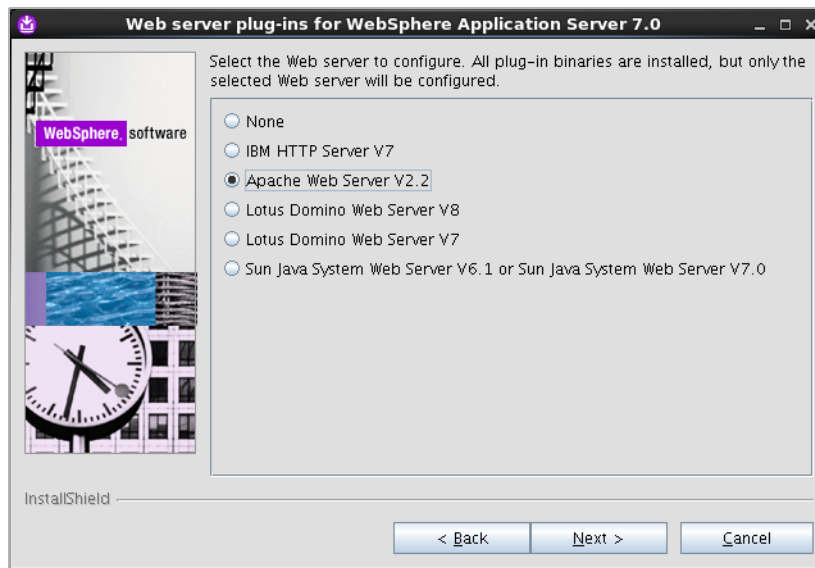 Web server plug-ins for WebSphere Application Server 7.0
Select the Web server to configure. All plug-in binaries are installed, but only the
selected Web server will be configured.
WebSphere. software
None
IBM HTTP Server V7
Apache Web Server V2.2
Lotus Domino Web Server V8
Lotus Domino Web Server V7
Sun Java System Web Server V6.1 or Sun Java System Web Server V7.0
InstallShield
< Back Next > Cancel